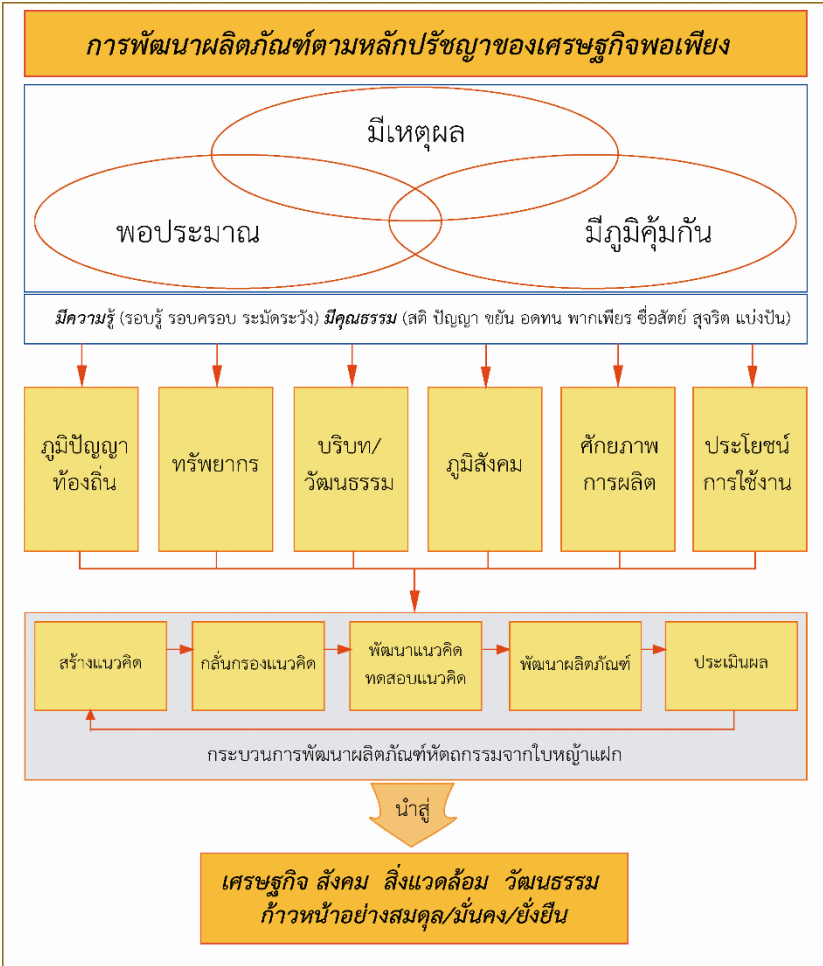 การพัฒนาผลิตภัณฑ์ตามหลักปรัชญาของเศรษฐกิจพอเพียง
มีเหตุผล
พอประมาณ
มีภูมิคุ้มกัน
มีความรู้ (รอบรู้ รอบครอบ ระมัดระวัง) มีคุณธรรม (สติ ปัญญา ขยัน อดทน พากเพียร ซื่อสัตย์ สุจริต แบ่งปัน)
ภูมิปัญญา
ท้องถิ่น
ทรัพยากร
บริบท/
วัฒนธรรม
ภูมิสังคม
ศักยภาพ
การผลิต
ประโยชน์
การใช้งาน
สร้างแนวคิด
กลั่นกรองแนวคิด
พัฒนาแนวคิด
ทดสอบแนวคิด
พัฒนาผลิตภัณฑ์
ประเมินผล
กระบวนการพัฒนาผลิตภัณฑ์หัตถกรรมจากใบหญ้าแฝก
นำสู่
เศรษฐกิจ สังคม สิ่งแวดล้อม วัฒนธรรม
ก้าวหน้าอย่างสมดุล/มั่นคง/ยั่งยืน